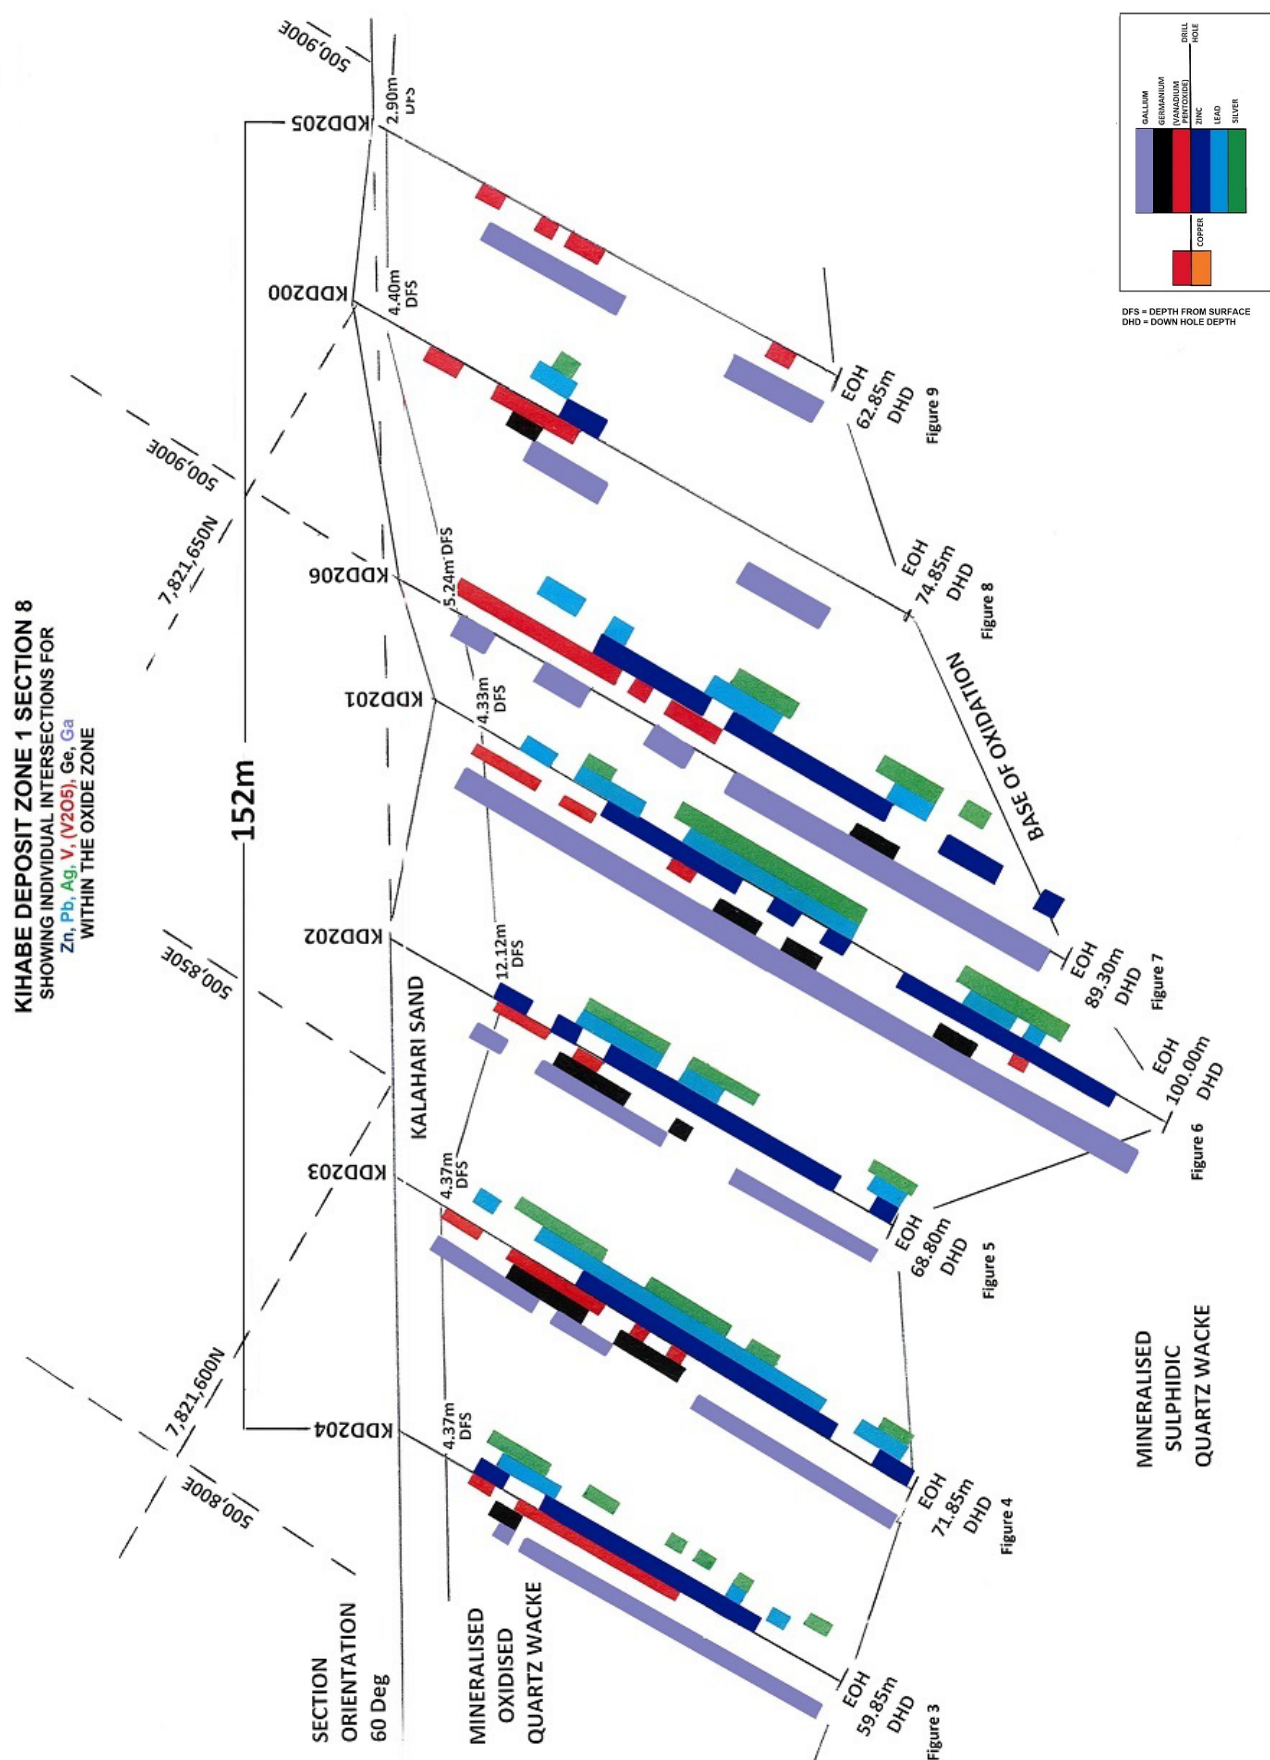 KIHABE DEPOSIT ZONE 1 SECTION 8
SHOWING INDIVIDUAL INTERSECTIONS FOR
Zn, Pb, Ag, V, (V2O5), Ge, Ga
WITHIN THE OXIDE ZONE
152m
500,800E
7,821,600N
500,850E
7,821,650N
500,900E
500,900E
KDD204
KDD203
KDD202
KDD201
KDD206
KDD200
KDD205
SECTION
ORIENTATION
60 Deg
KALAHARI SAND
MINERALISED
OXIDISED
QUARTZ WACKE
4.37m
DFS
4.37m
DFS
12.12m
DFS
4.33m
DFS
5.24m DFS
4.40m
DFS
2.90m
DFS
BASE OF OXIDATION
EOH
59.85m
DHD
Figure 3
EOH
71.85m
DHD
Figure 4
EOH
68.80m
DHD
Figure 5
EOH
100.00m
DHD
Figure 6
EOH
89.30m
DHD
Figure 7
EOH
74.85m
DHD
Figure 8
EOH
62.85m
DHD
Figure 9
MINERALISED
SULPHIDIC
QUARTZ WACKE
GALLIUM
GERMANIUM
(VANADIUM
PENTOXIDE)
DRILL
HOLE
COPPER
ZINC
LEAD
SILVER
DFS = DEPTH FROM SURFACE
DHD = DOWN HOLE DEPTH